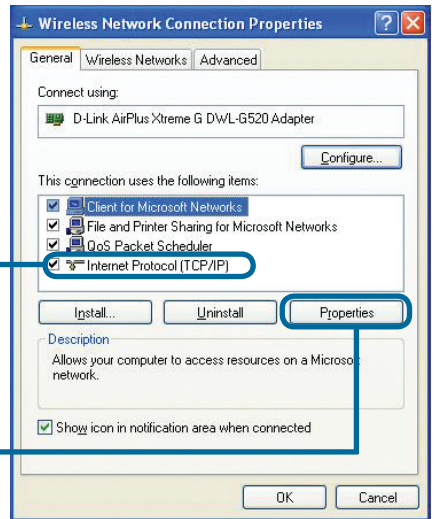 Wireless Network Connection Properties
General Wireless Networks Advanced
Connect using:
D-Link AirPlus Xtreme G DWL-G520 Adapter
Configure...
This connection uses the following items:
Client for Microsoft Networks
File and Printer Sharing for Microsoft Networks
QoS Packet Scheduler
Internet Protocol (TCP/IP)
Install... Uninstall Properties
Description
Allows your computer to access resources on a Microsoft
network.
Show icon in notification area when connected
OK Cancel